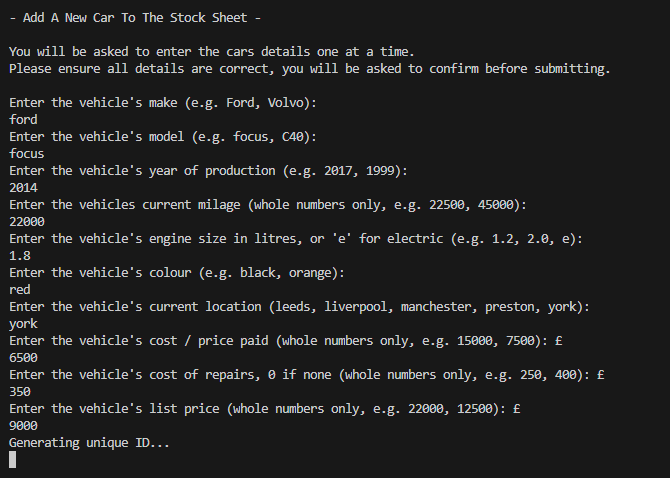 - Add A New Car To The Stock Sheet -
You will be asked to enter the cars details one at a time.
Please ensure all details are correct, you will be asked to confirm before submitting.
Enter the vehicle's make (e.g. Ford, Volvo):
ford
Enter the vehicle's model (e.g. focus, C40):
focus
Enter the vehicle's year of production (e.g. 2017, 1999):
2014
Enter the vehicles current milage (whole numbers only, e.g. 22500, 45000):
22000
Enter the vehicle's engine size in litres, or 'e' for electric (e.g. 1.2, 2.0, e):
1.8
Enter the vehicle's colour (e.g. black, orange):
red
Enter the vehicle's current location (leeds, liverpool, manchester, preston, york):
york
Enter the vehicle's cost / price paid (whole numbers only, e.g. 15000, 7500): £
6500
Enter the vehicle's cost of repairs, 0 if none (whole numbers only, e.g. 250, 400): £
350
Enter the vehicle's list price (whole numbers only, e.g. 22000, 12500): £
9000
Generating unique ID...